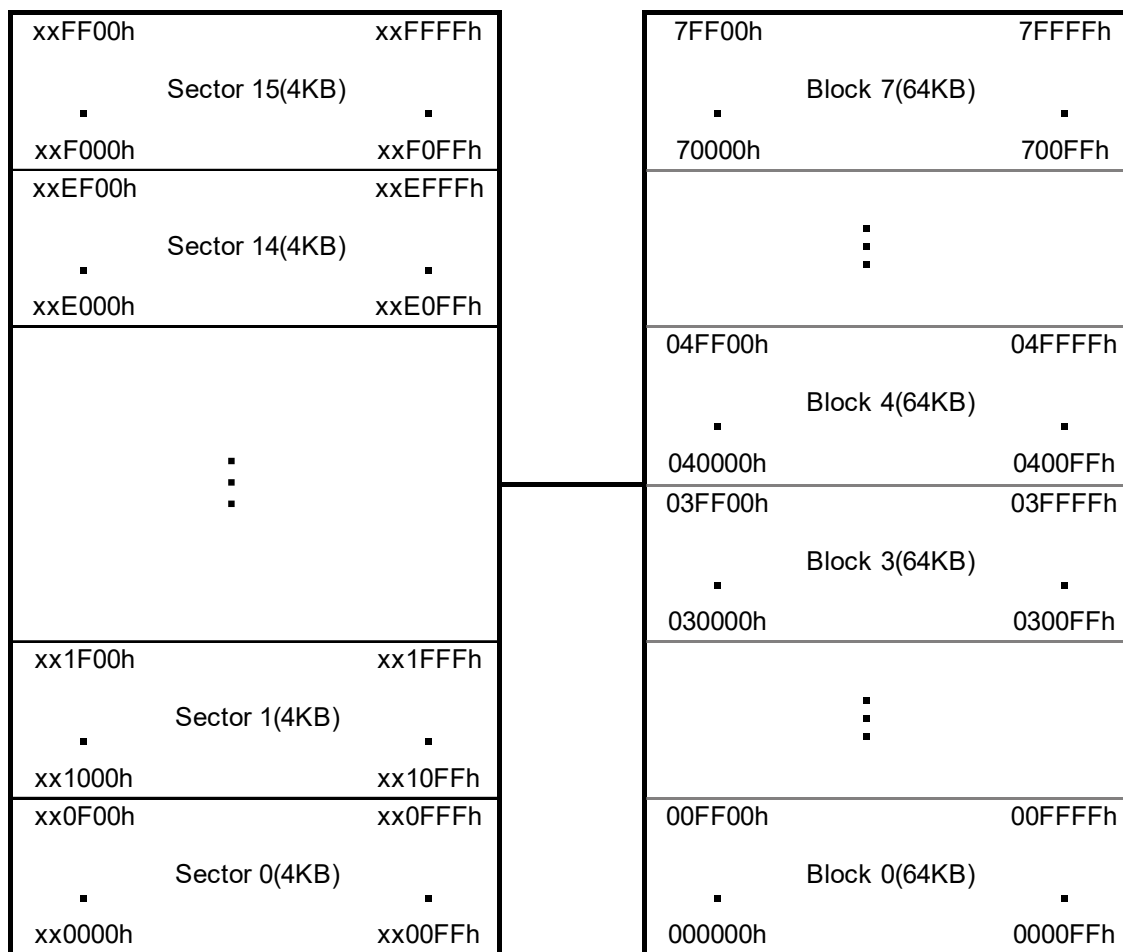 xxFF00h xxFFFFh
Sector 15(4KB)
xxF000h xxF0FFh
xxEF00h xxEFFFh
Sector 14(4KB)
xxE000h xxE0FFh
xx1F00h xx1FFFh
Sector 1(4KB)
xx1000h xx10FFh
xx0F00h xx0FFFh
Sector 0(4KB)
xx0000h xx00FFh
7FF00h 7FFFFh
Block 7(64KB)
70000h 700FFh
04FF00h 04FFFFh
Block 4(64KB)
040000h 0400FFh
03FF00h 03FFFFh
Block 3(64KB)
030000h 0300FFh
00FF00h 00FFFFh
Block 0(64KB)
000000h 0000FFh